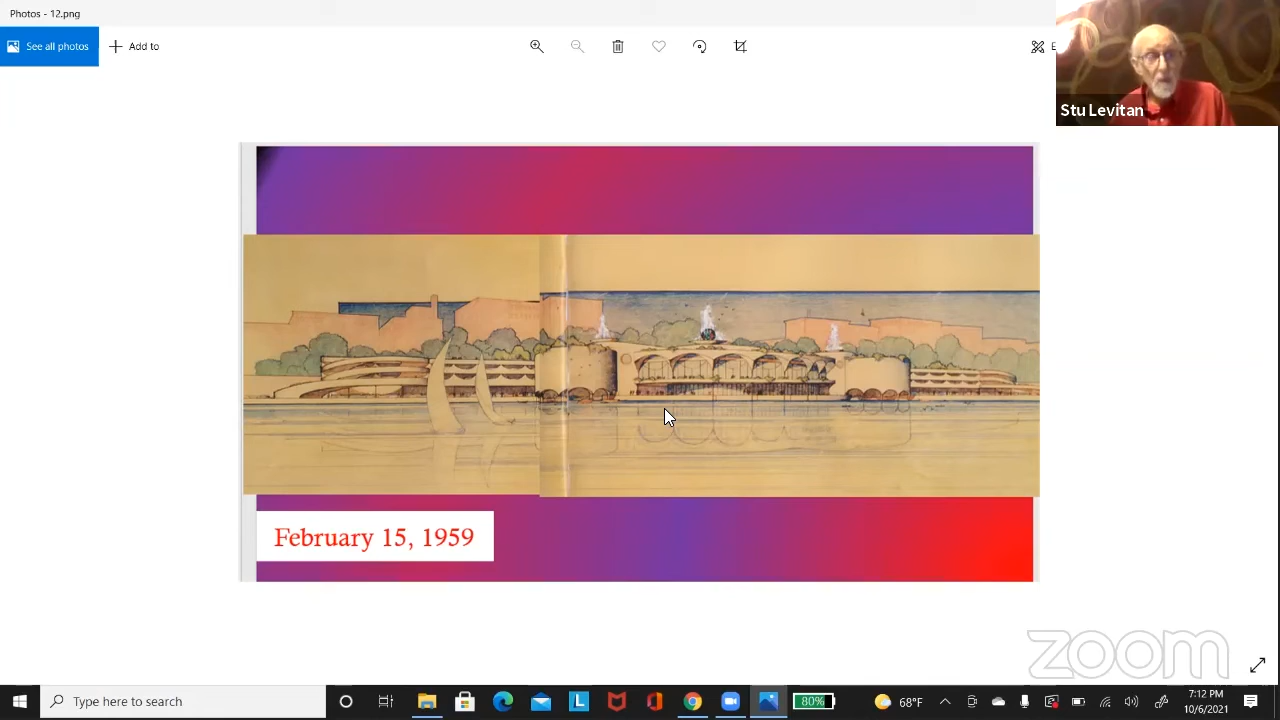 Photos - 12.png
See all photos
Add to
E
Stu Levitan
February 15, 1959
zoom
Type here to search
80%
68°F
7:12 PM
10/6/2021